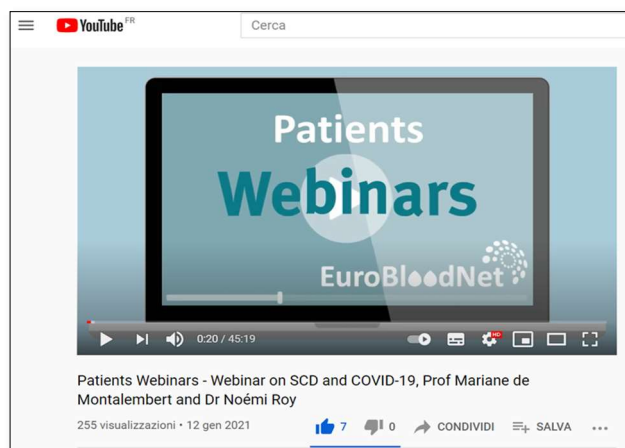 YouTube FR
Cerca
Patients
Webinars
EuroBloodNet
0:20 / 45:19
HD
Patients Webinars - Webinar on SCD and COVID-19, Prof Mariane de
Montalembert and Dr Noémi Roy
255 visualizzazioni • 12 gen 2021
7
0
CONDIVIDI
SALVA